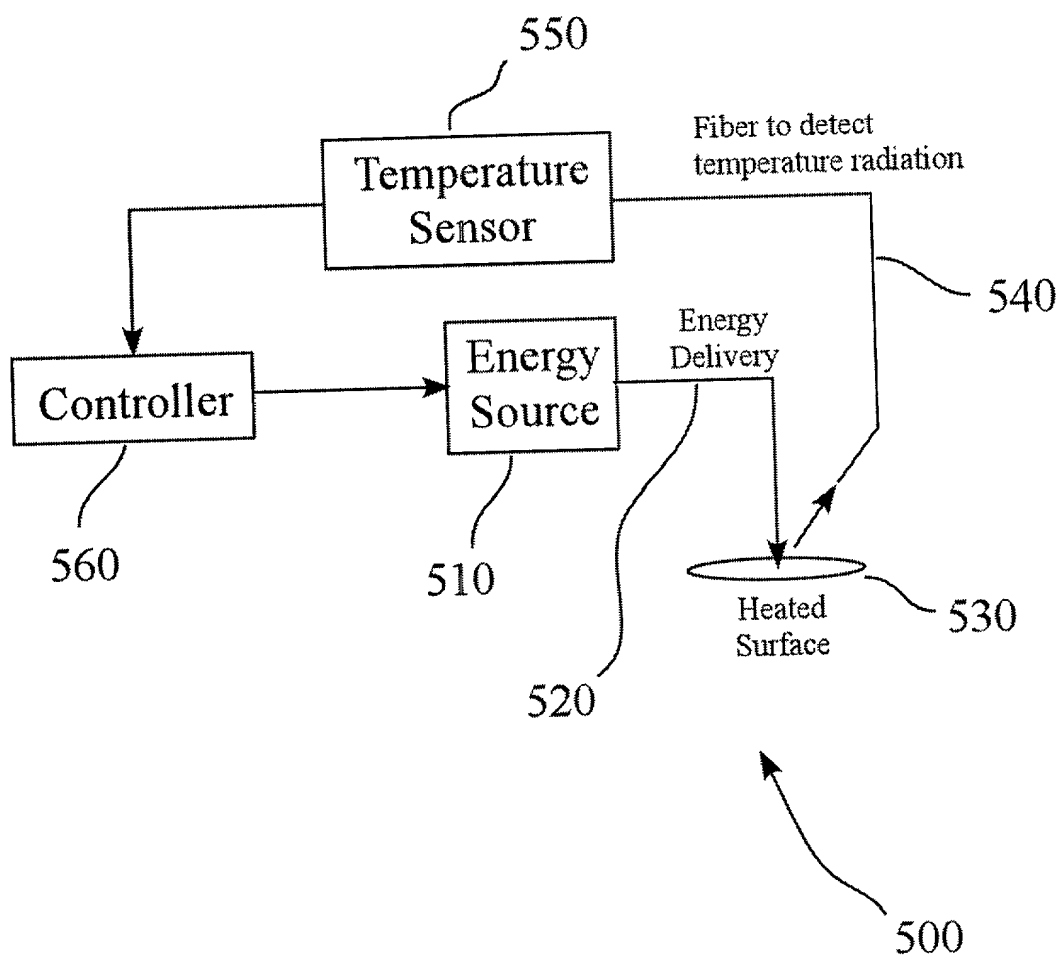 550
Fiber to detect
temperature radiation
Temperature
Sensor
540
Energy
Delivery
Energy
Source
Controller
560
510
Heated
Surface
530
520
500